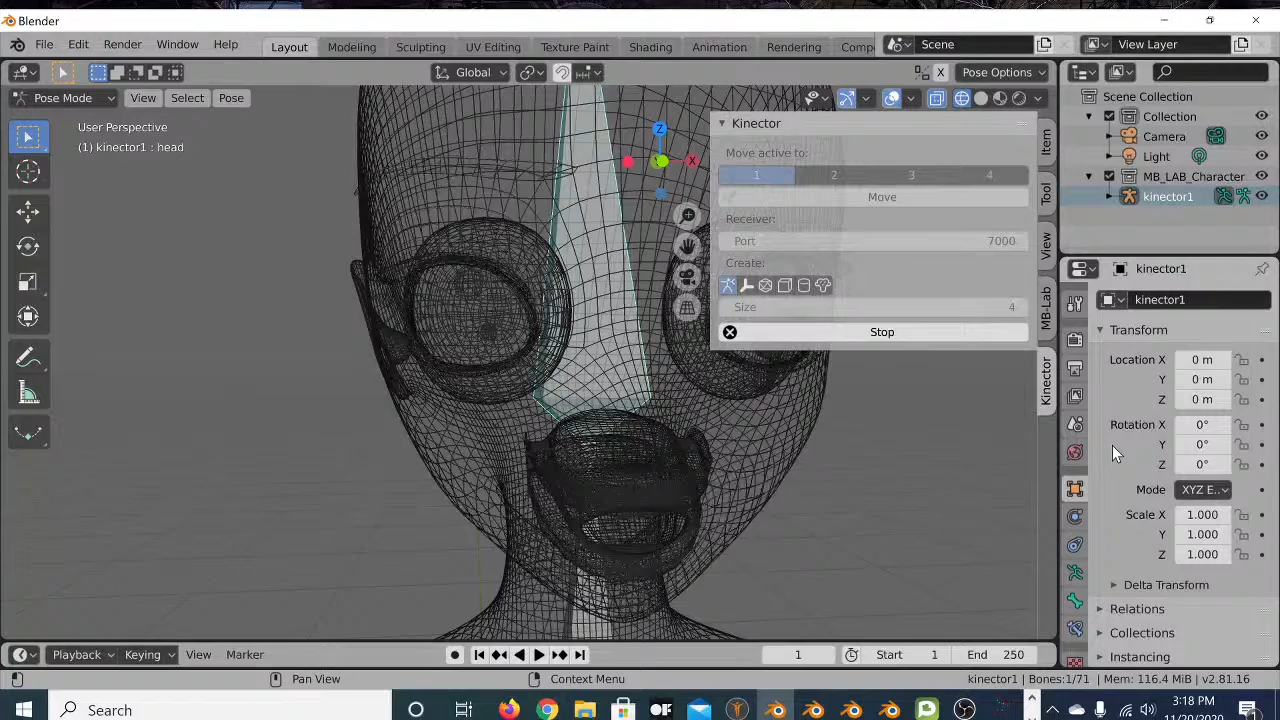 Blender
File Edit Render Window Help
Layout Modeling Sculpting UV Editing Texture Paint Shading Animation Rendering Comp
Scene
View Layer
Global
X
Pose Options
Pose Mode
View Select Pose
User Perspective
(1) kinector1 : head
Z
X
Kinector
Move active to:
1 2 3 4
Move
Receiver:
Port 7000
Create:
Size 4
Stop
Item
Tool
View
MB-Lab
Kinector
Scene Collection
Collection
Camera
Light
MB_LAB_Character
kinector1
kinector1
kinector1
Transform
Location X 0 m
Y 0 m
Z 0 m
Rotation X 0°
Y 0°
Z 0°
Mode XYZ E..
Scale X 1.000
Y 1.000
Z 1.000
Delta Transform
Relations
Collections
Instancing
Playback Keying View Marker
1
Start 1
End 250
Pan View
Context Menu
kinector1 | Bones:1/71 | Mem: 116.4 MiB | v2.81.16
Search
3:18 PM
11/20/2020